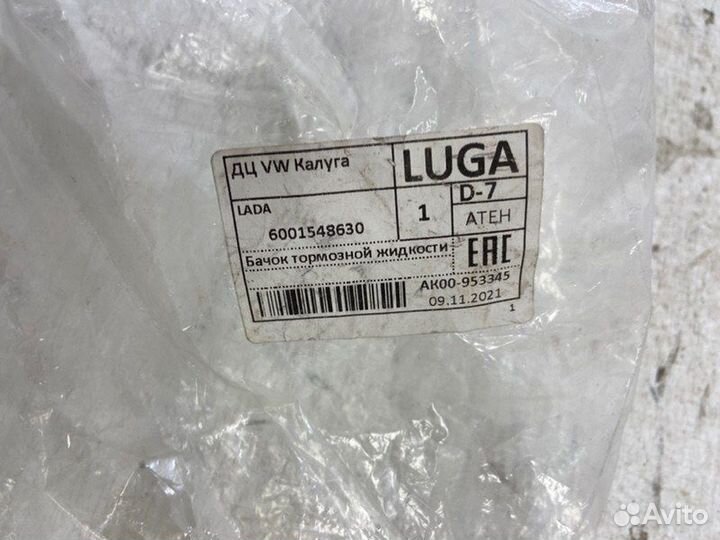 ДЦ VW Калуга
LUGA
D-7
LADA
6001548630
1
АТЕН
Бачок тормозной жидкости
EAC
АК00-953345
09.11.2021
1
Avito